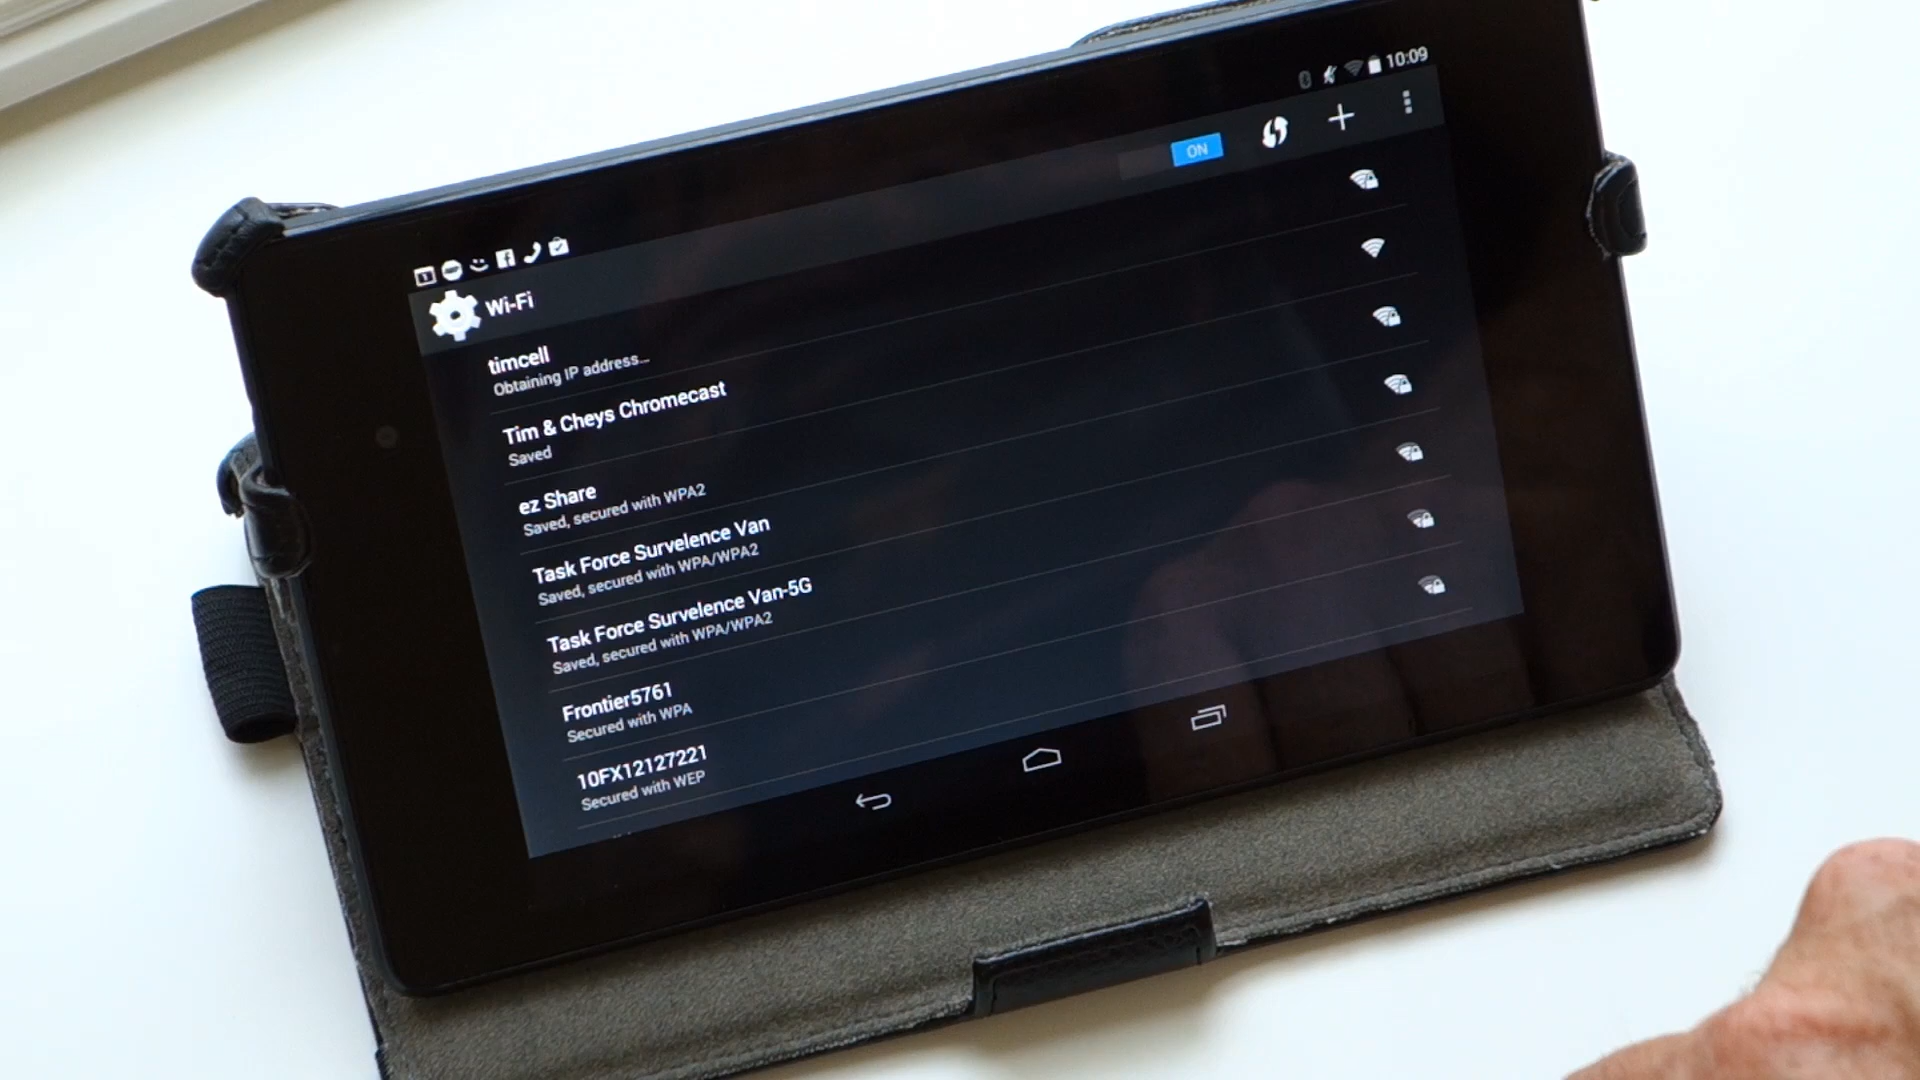 10:09
Wi-Fi
ON
timcell
Obtaining IP address...
Tim & Cheys Chromecast
Saved
ez Share
Saved, secured with WPA2
Task Force Survelence Van
Saved, secured with WPA/WPA2
Task Force Survelence Van-5G
Saved, secured with WPA/WPA2
Frontier5761
Secured with WPA
10FX12127221
Secured with WEP